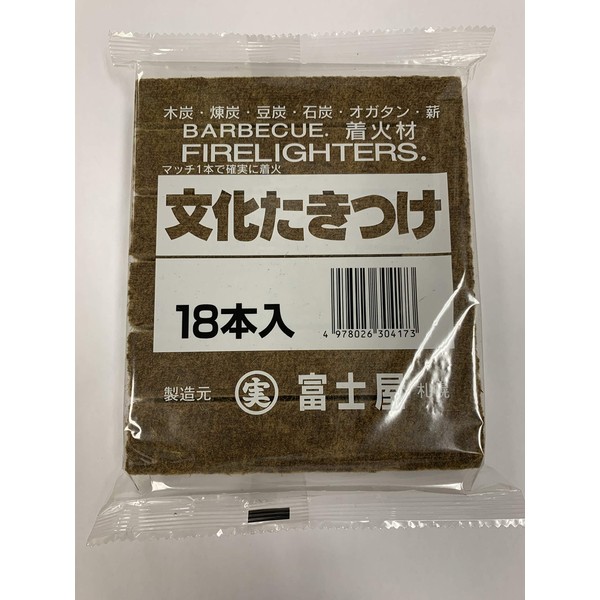 木炭・煉炭・豆炭・石炭・オガタン・薪
BARBECUE. 着火材
FIRELIGHTERS.
マッチ1本で確実に着火
文化たきつけ
18本入
4 978026 304173
製造元 実 富士屋 札幌